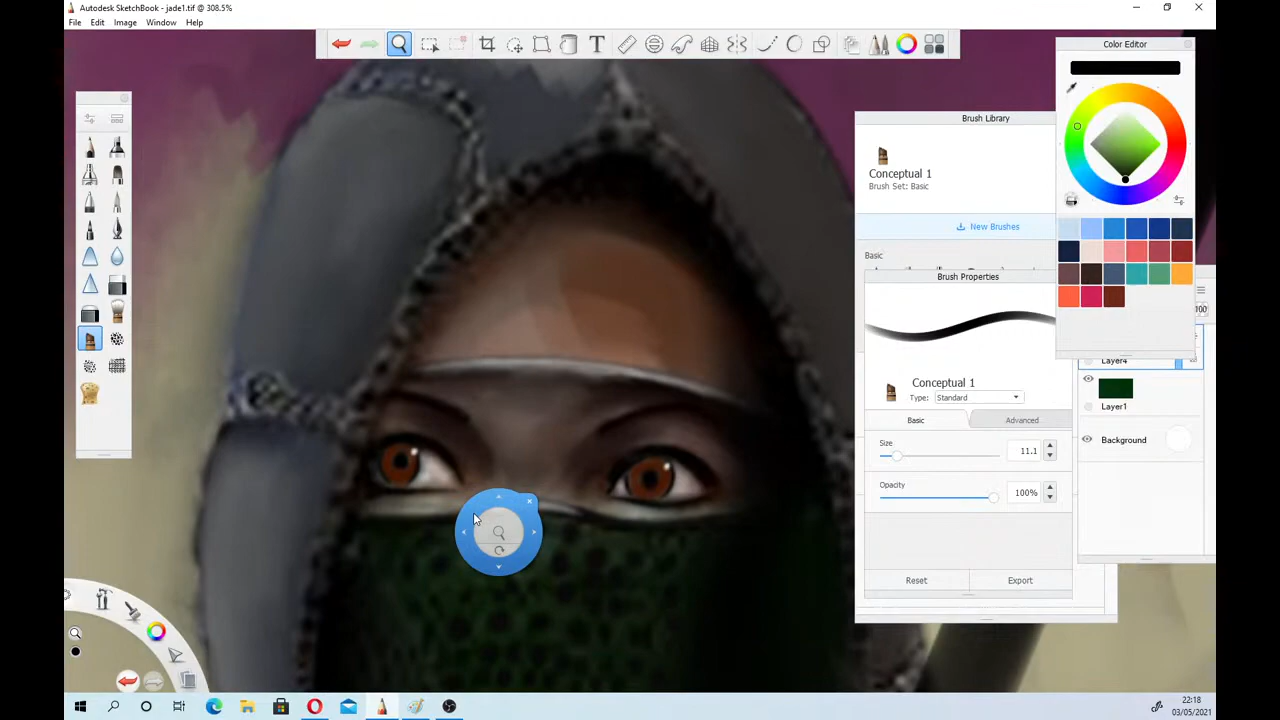 Autodesk SketchBook - jade1.tif @ 308.5%
File Edit Image Window Help
Color Editor
Brush Library
Conceptual 1
Brush Set: Basic
New Brushes
Basic
Brush Properties
Conceptual 1
Type: Standard
Basic Advanced
Size
11.1
Opacity
100%
Reset Export
100
Layer4
Layer1
Background
22:18
03/05/2021